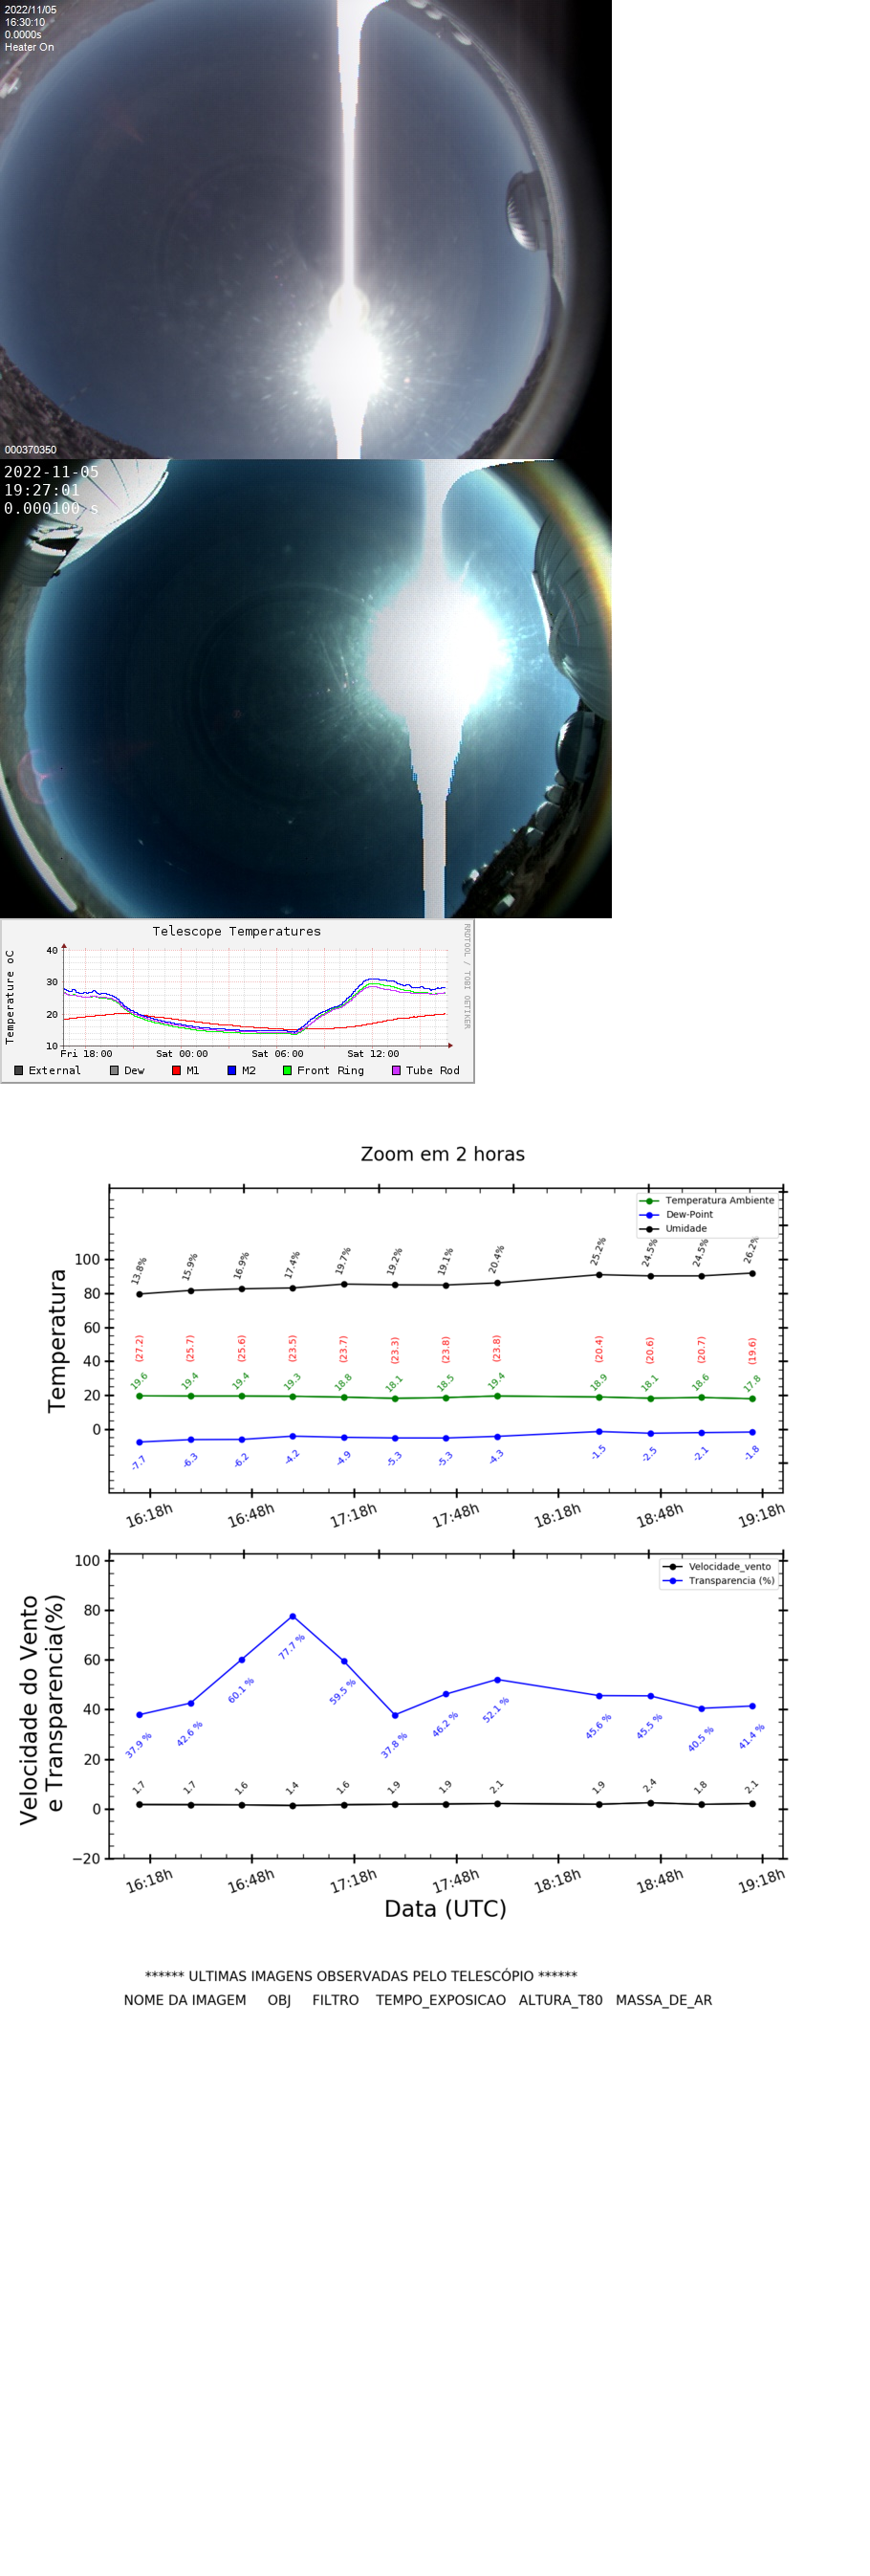 2022/11/05
16:30:10
0.0000s
Heater On
000370350
2022-11-05
19:27:01
0.000100 s
Telescope Temperatures
RRDTOOL / TOBI OETIKER
Temperature oC
40
30
20
10
Fri 18:00 Sat 00:00 Sat 06:00 Sat 12:00
External Dew M1 M2 Front Ring Tube Rod
Zoom em 2 horas
Temperatura Ambiente
Dew-Point
Umidade
Temperatura
100
80
60
40
20
0
13.8% 15.9% 16.9% 17.4% 19.7% 19.2% 19.1% 20.4% 25.2% 24.5% 24.5% 26.2%
(27.2) (25.7) (25.6) (23.5) (23.7) (23.3) (23.8) (23.8) (20.4) (20.6) (20.7) (19.6)
19.6 19.4 19.4 19.3 18.8 18.1 18.5 19.4 18.9 18.1 18.6 17.8
-7.7 -6.3 -6.2 -4.2 -4.9 -5.3 -5.3 -4.3 -1.5 -2.5 -2.1 -1.8
16:18h 16:48h 17:18h 17:48h 18:18h 18:48h 19:18h
Velocidade_vento
Transparencia (%)
Velocidade do Vento
e Transparencia(%)
100
80
60
40
20
0
−20
37.9 % 42.6 % 60.1 % 77.7 % 59.5 % 37.8 % 46.2 % 52.1 % 45.6 % 45.5 % 40.5 % 41.4 %
1.7 1.7 1.6 1.4 1.6 1.9 1.9 2.1 1.9 2.4 1.8 2.1
16:18h 16:48h 17:18h 17:48h 18:18h 18:48h 19:18h
Data (UTC)
****** ULTIMAS IMAGENS OBSERVADAS PELO TELESCÓPIO ******
NOME DA IMAGEM OBJ FILTRO TEMPO_EXPOSICAO ALTURA_T80 MASSA_DE_AR